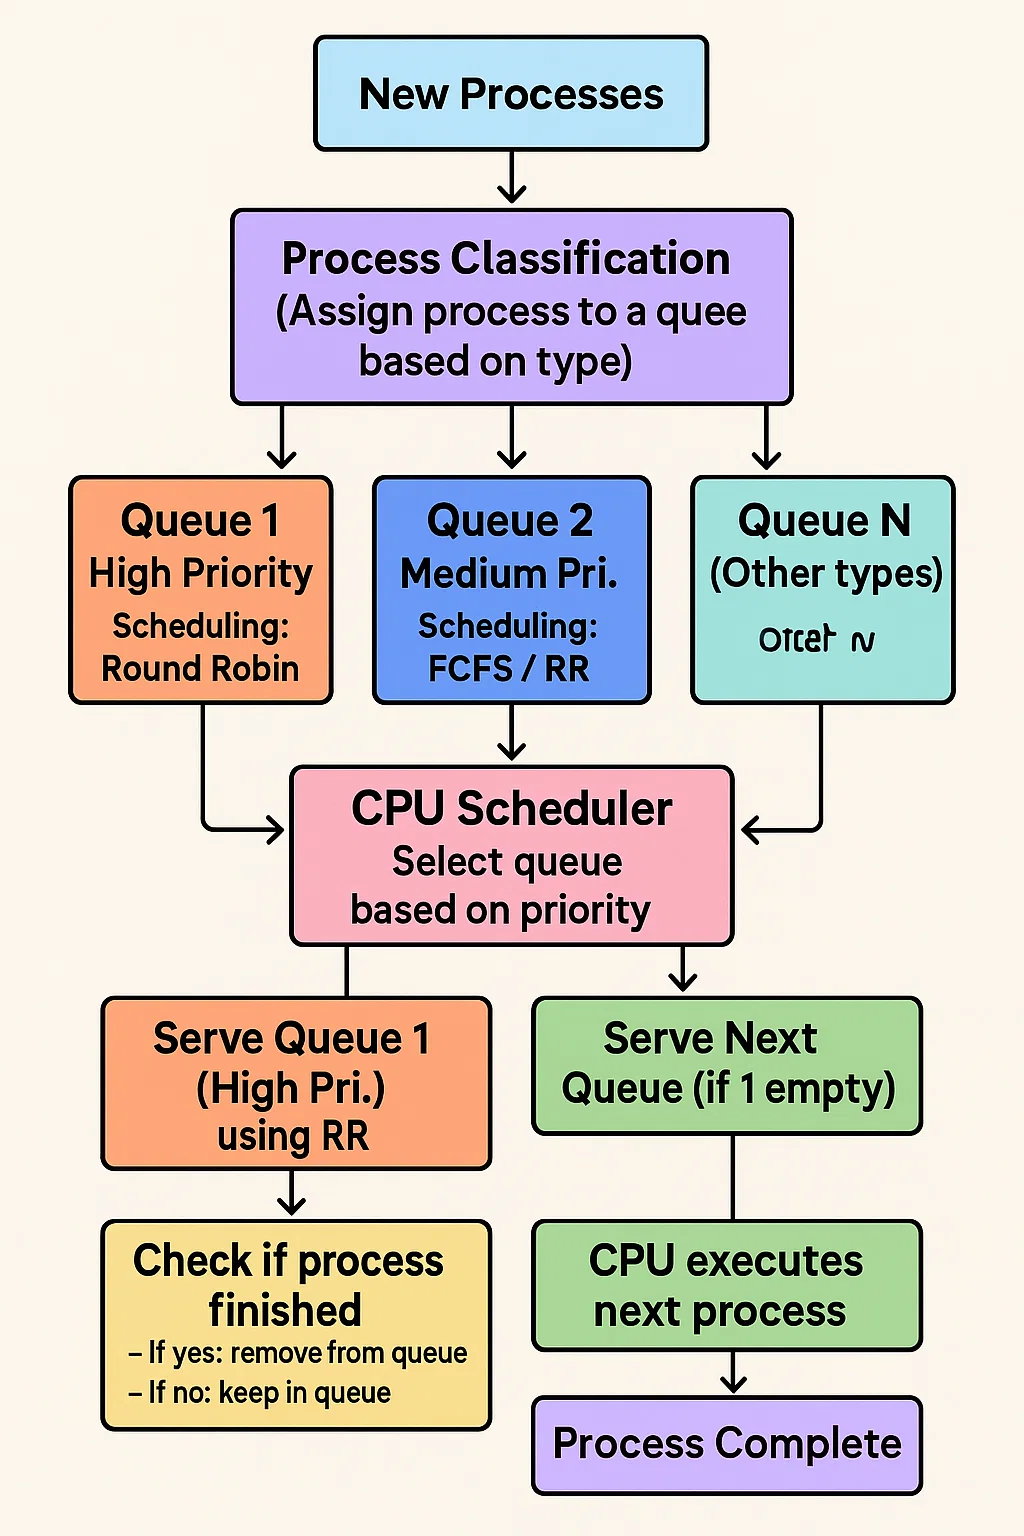 New Processes
Process Classification
(Assign process to a quee
based on type)
Queue 1
High Priority
Scheduling:
Round Robin
Queue 2
Medium Pri.
Scheduling:
FCFS / RR
Queue N
(Other types)
CPU Scheduler
Select queue
based on priority
Serve Queue 1
(High Pri.)
using RR
Serve Next
Queue (if 1 empty)
Check if process
finished
– If yes: remove from queue
– If no: keep in queue
CPU executes
next process
Process Complete